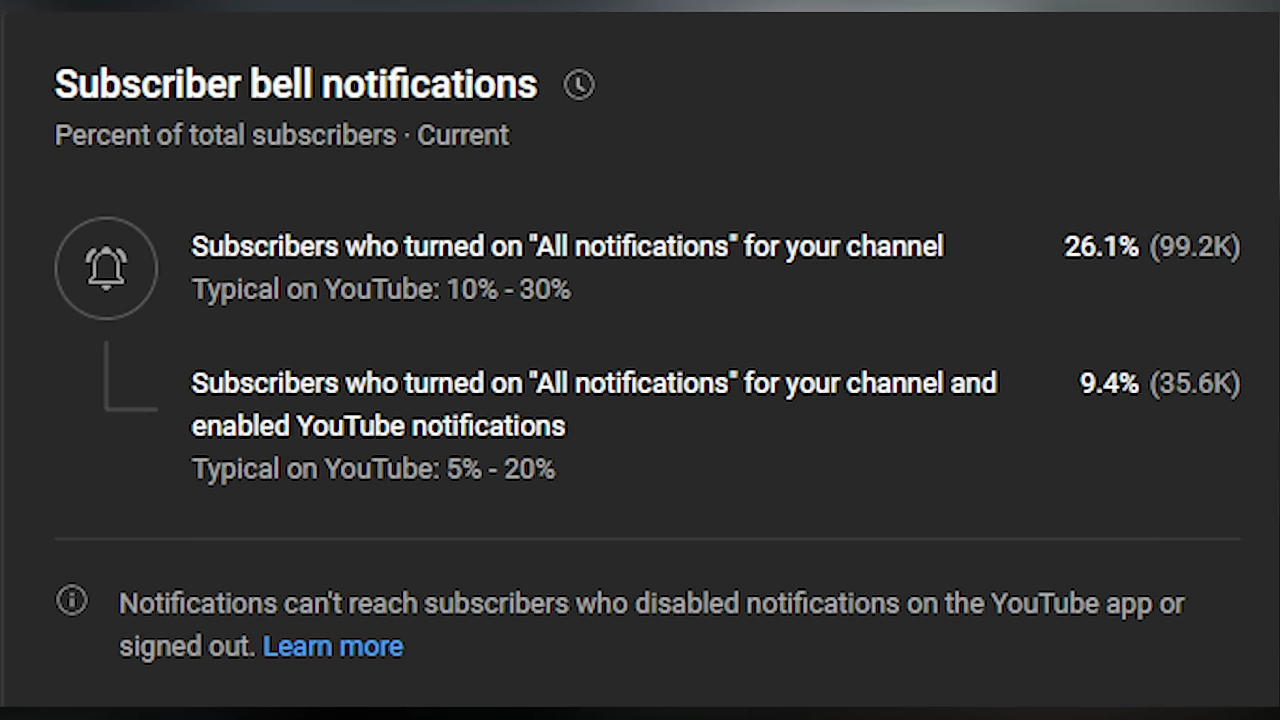 Subscriber bell notifications
Percent of total subscribers · Current
Subscribers who turned on "All notifications" for your channel 26.1% (99.2K)
Typical on YouTube: 10% - 30%
Subscribers who turned on "All notifications" for your channel and 9.4% (35.6K)
enabled YouTube notifications
Typical on YouTube: 5% - 20%
Notifications can't reach subscribers who disabled notifications on the YouTube app or
signed out. Learn more